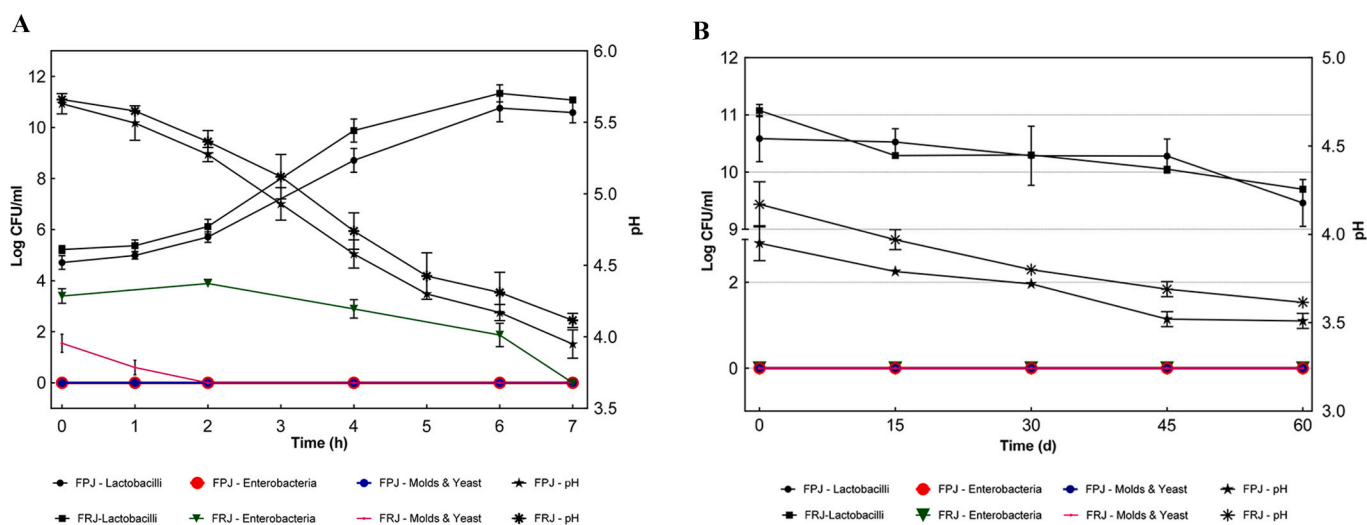 A
B
6.0
5.5
5.0
4.5
4.0
3.5
pH
12
10
8
6
4
2
0
Log CFU/ml
0 1 2 3 4 5 6 7
Time (h)
FPJ - Lactobacilli FPJ - Enterobacteria FPJ - Molds & Yeast FPJ - pH
FRJ-Lactobacilli FRJ - Enterobacteria FRJ - Molds & Yeast FRJ - pH
12
11
10
9
2
0
Log CFU/ml
5.0
4.5
4.0
3.5
3.0
pH
0 15 30 45 60
Time (d)
FPJ - Lactobacilli FPJ - Enterobacteria FPJ - Molds & Yeast FPJ - pH
FRJ-Lactobacilli FRJ - Enterobacteria FRJ - Molds & Yeast FRJ - pH